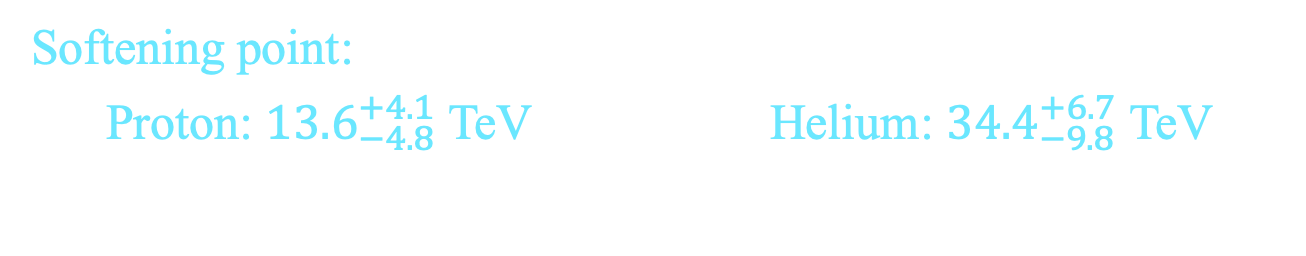 Softening point:
Proton: 13.6+4.1−4.8 TeV Helium: 34.4+6.7−9.8 TeV